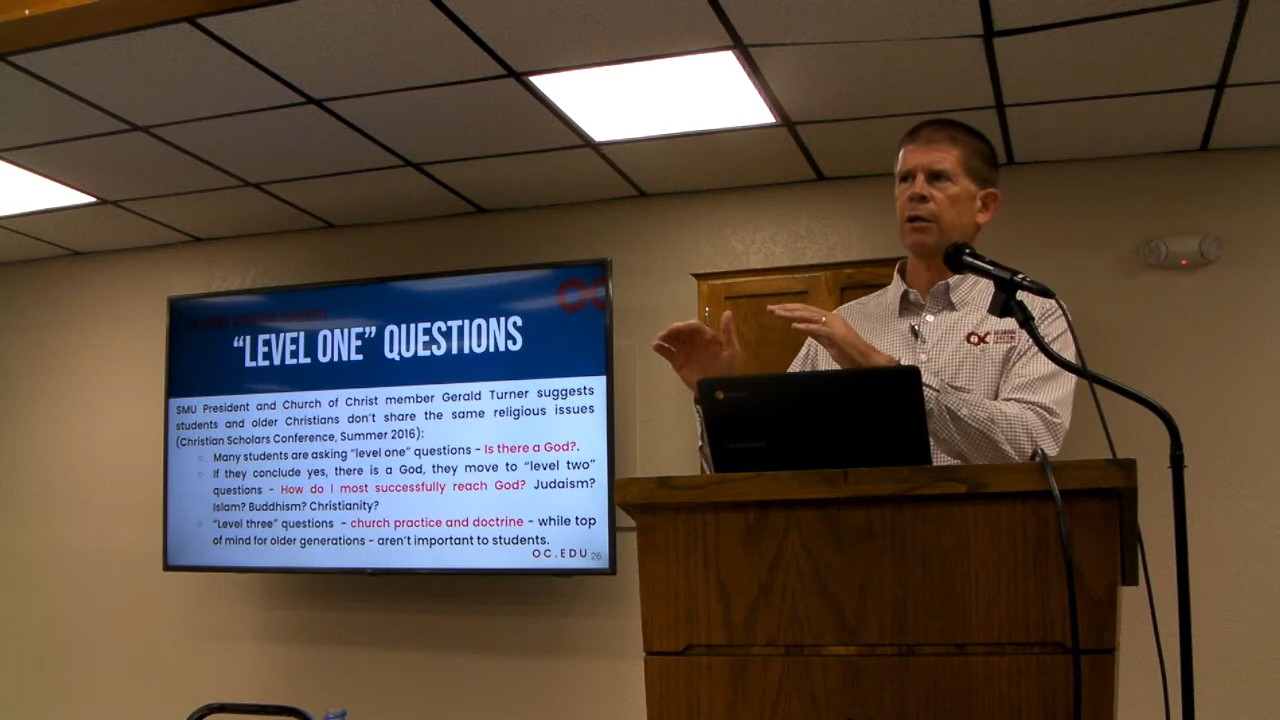 OC
"LEVEL ONE" QUESTIONS
SMU President and Church of Christ member Gerald Turner suggests
students and older Christians don't share the same religious issues
(Christian Scholars Conference, Summer 2016):
Many students are asking "level one" questions - Is there a God?.
If they conclude yes, there is a God, they move to "level two"
questions - How do I most successfully reach God? Judaism?
Islam? Buddhism? Christianity?
"Level three" questions - church practice and doctrine - while top
of mind for older generations - aren't important to students.
OC.EDU 26
OC